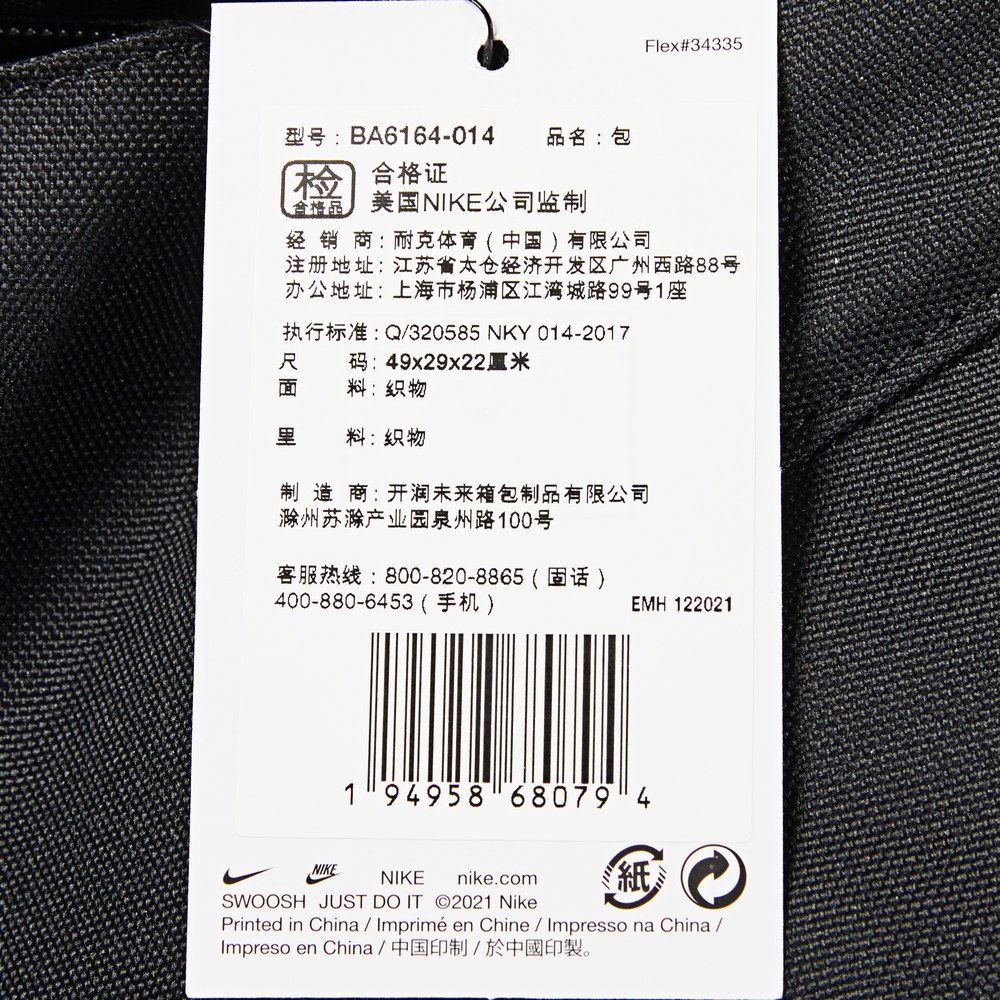 Flex#34335
型号：BA6164-014 品名：包
检 合格品
合格证
美国NIKE公司监制
经销商：耐克体育（中国）有限公司
注册地址：江苏省太仓经济开发区广州西路88号
办公地址：上海市杨浦区江湾城路99号1座
执行标准：Q/320585 NKY 014-2017
尺码：49x29x22厘米
面料：织物
里料：织物
制造商：开润未来箱包制品有限公司
滁州苏滁产业园泉州路100号
客服热线：800-820-8865（固话）
400-880-6453（手机）
EMH 122021
1 94958 68079 4
NIKE NIKE nike.com
紙
SWOOSH JUST DO IT ©2021 Nike
Printed in China / Imprimé en Chine / Impresso na China /
Impreso en China / 中国印制 / 於中國印製。